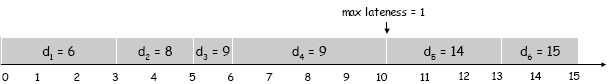 max lateness = 1
d₁ = 6 d₂ = 8 d₃ = 9 d₄ = 9 d₅ = 14 d₆ = 15
0 1 2 3 4 5 6 7 8 9 10 11 12 13 14 15